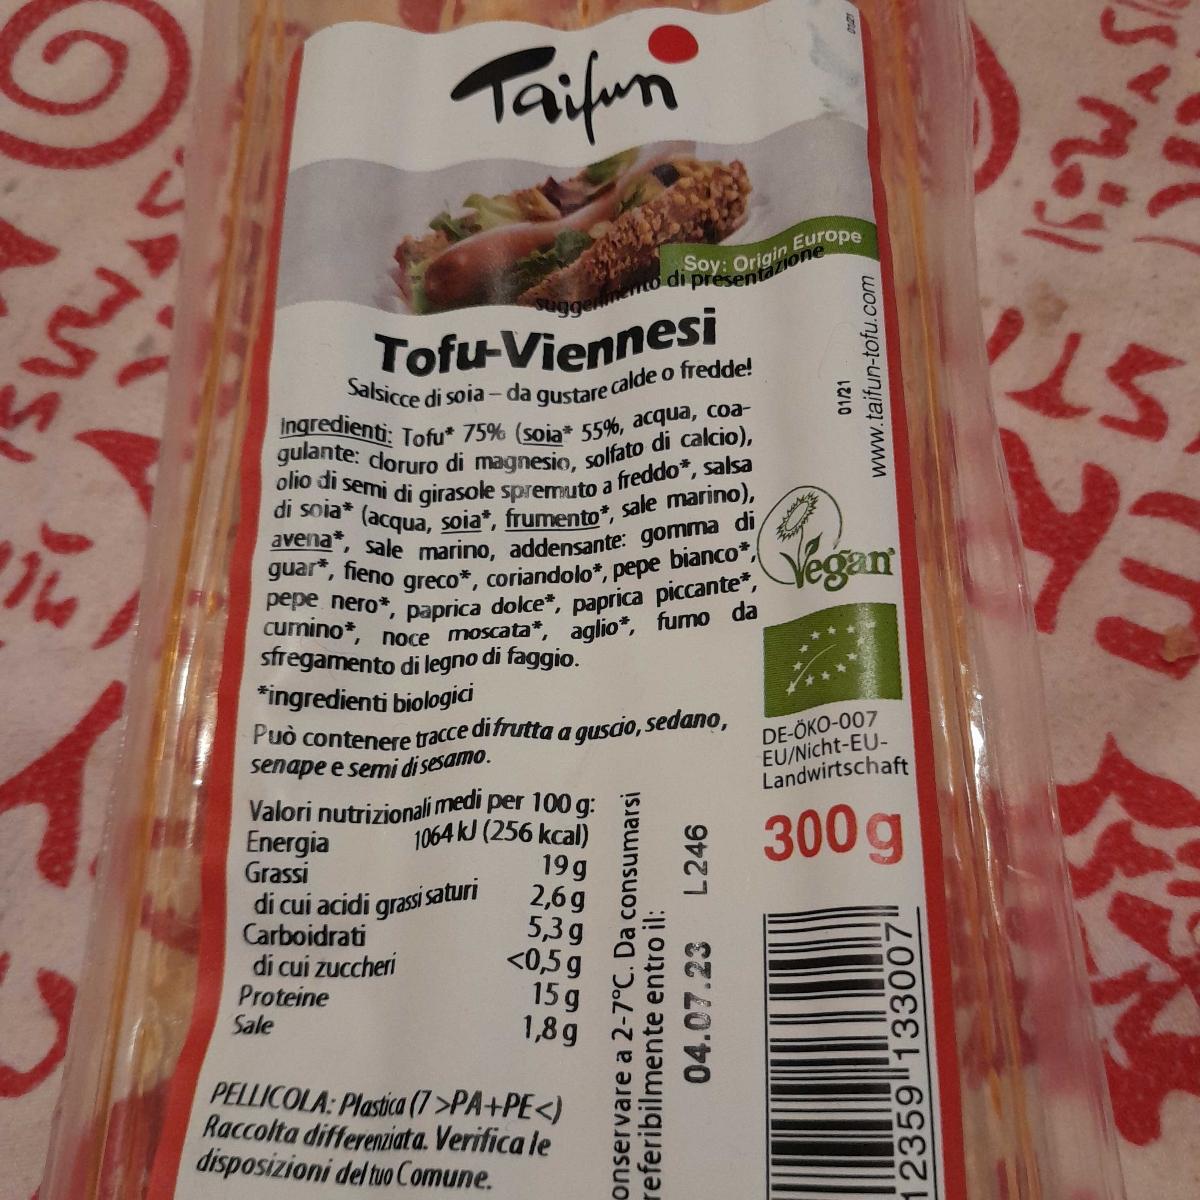 Taifun
01/21
Soy: Origin Europe
suggerimento di presentazione
Tofu-Viennesi
Salsicce di soia – da gustare calde o fredde!
Ingredienti: Tofu* 75% (soia* 55%, acqua, coa-
gulante: cloruro di magnesio, solfato di calcio),
olio di semi di girasole spremuto a freddo*, salsa
di soia* (acqua, soia*, frumento*, sale marino),
avena*, sale marino, addensante: gomma di
guar*, fieno greco*, coriandolo*, pepe bianco*,
pepe nero*, paprica dolce*, paprica piccante*,
cumino*, noce moscata*, aglio*, fumo da
sfregamento di legno di faggio.
*ingredienti biologici
Può contenere tracce di frutta a guscio, sedano,
senape e semi di sesamo.
Valori nutrizionali medi per 100 g:
Energia 1064 kJ (256 kcal)
Grassi 19 g
di cui acidi grassi saturi 2,6 g
Carboidrati 5,3 g
di cui zuccheri <0,5 g
Proteine 15 g
Sale 1,8 g
PELLICOLA: Plastica (7 >PA+PE<)
Raccolta differenziata. Verifica le
disposizioni del tuo Comune.
onservare a 2-7°C. Da consumarsi
referibilmente entro il:
04.07.23 L246
01/21
www.taifun-tofu.com
Vegan
DE-ÖKO-007
EU/Nicht-EU-
Landwirtschaft
300 g
12359 133007